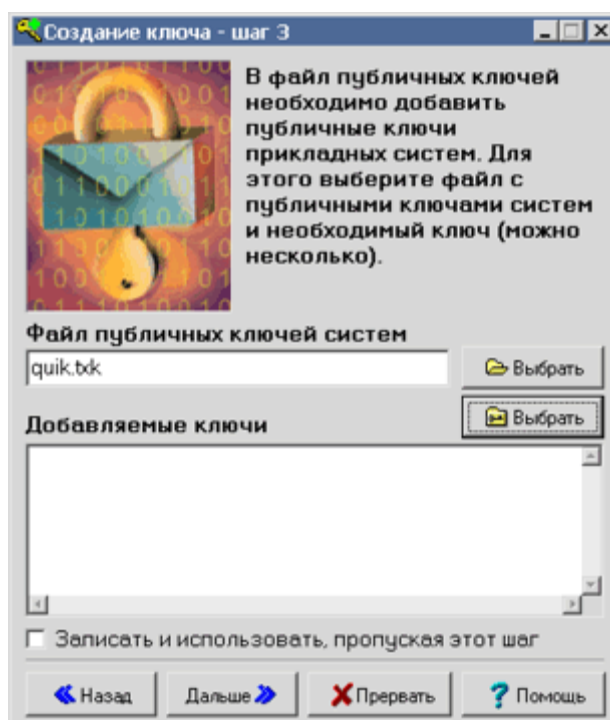 Создание ключа - шаг 3
В файл публичных ключей
необходимо добавить
публичные ключи
прикладных систем. Для
этого выберите файл с
публичными ключами систем
и необходимый ключ (можно
несколько).
Файл публичных ключей систем
quik.txk
Выбрать
Добавляемые ключи
Выбрать
Записать и использовать, пропуская этот шаг
Назад Дальше Прервать Помощь